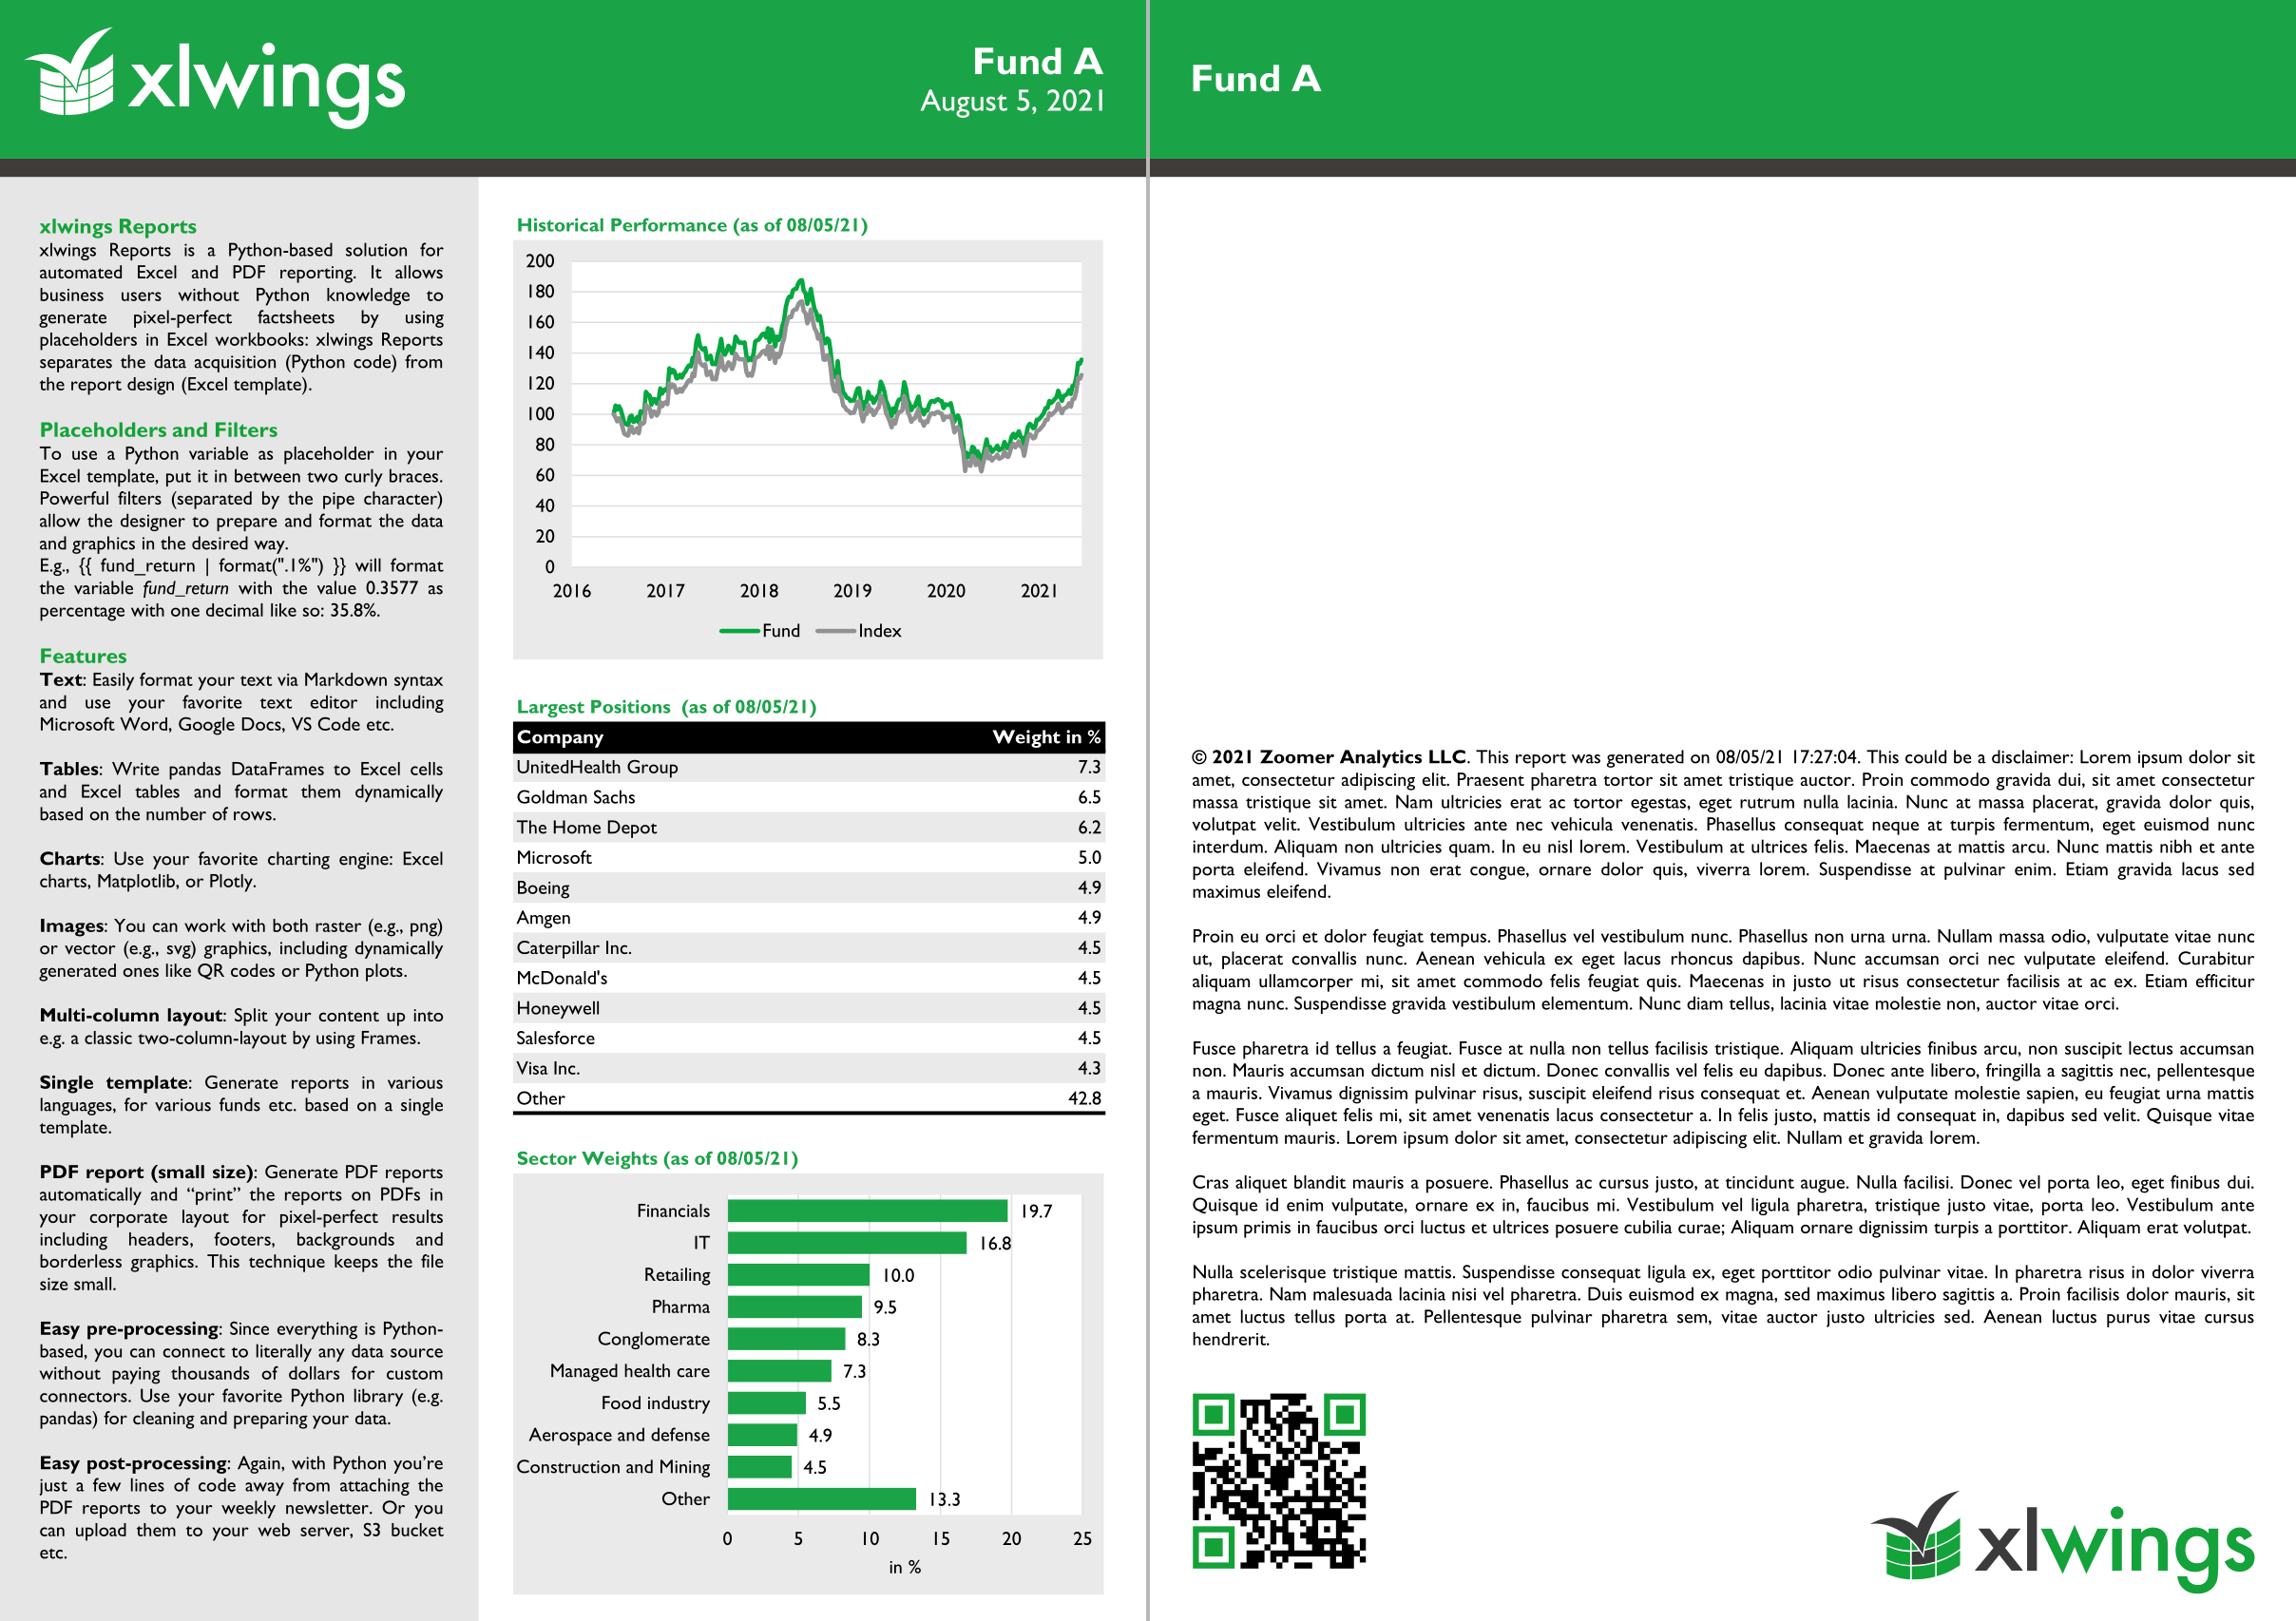 xlwings
Fund A
August 5, 2021
Fund A
xlwings Reports
xlwings Reports is a Python-based solution for
automated Excel and PDF reporting. It allows
business users without Python knowledge to
generate pixel-perfect factsheets by using
placeholders in Excel workbooks: xlwings Reports
separates the data acquisition (Python code) from
the report design (Excel template).
Placeholders and Filters
To use a Python variable as placeholder in your
Excel template, put it in between two curly braces.
Powerful filters (separated by the pipe character)
allow the designer to prepare and format the data
and graphics in the desired way.
E.g., {{ fund_return | format(".1%") }} will format
the variable fund_return with the value 0.3577 as
percentage with one decimal like so: 35.8%.
Features
Text: Easily format your text via Markdown syntax
and use your favorite text editor including
Microsoft Word, Google Docs, VS Code etc.
Tables: Write pandas DataFrames to Excel cells
and Excel tables and format them dynamically
based on the number of rows.
Charts: Use your favorite charting engine: Excel
charts, Matplotlib, or Plotly.
Images: You can work with both raster (e.g., png)
or vector (e.g., svg) graphics, including dynamically
generated ones like QR codes or Python plots.
Multi-column layout: Split your content up into
e.g. a classic two-column-layout by using Frames.
Single template: Generate reports in various
languages, for various funds etc. based on a single
template.
PDF report (small size): Generate PDF reports
automatically and “print” the reports on PDFs in
your corporate layout for pixel-perfect results
including headers, footers, backgrounds and
borderless graphics. This technique keeps the file
size small.
Easy pre-processing: Since everything is Python-
based, you can connect to literally any data source
without paying thousands of dollars for custom
connectors. Use your favorite Python library (e.g.
pandas) for cleaning and preparing your data.
Easy post-processing: Again, with Python you’re
just a few lines of code away from attaching the
PDF reports to your weekly newsletter. Or you
can upload them to your web server, S3 bucket
etc.
Historical Performance (as of 08/05/21)
200
180
160
140
120
100
80
60
40
20
0
2016 2017 2018 2019 2020 2021
Fund Index
Largest Positions (as of 08/05/21)
Company Weight in %
UnitedHealth Group 7.3
Goldman Sachs 6.5
The Home Depot 6.2
Microsoft 5.0
Boeing 4.9
Amgen 4.9
Caterpillar Inc. 4.5
McDonald's 4.5
Honeywell 4.5
Salesforce 4.5
Visa Inc. 4.3
Other 42.8
Sector Weights (as of 08/05/21)
Financials 19.7
IT 16.8
Retailing 10.0
Pharma 9.5
Conglomerate 8.3
Managed health care 7.3
Food industry 5.5
Aerospace and defense 4.9
Construction and Mining 4.5
Other 13.3
0 5 10 15 20 25
in %
© 2021 Zoomer Analytics LLC. This report was generated on 08/05/21 17:27:04. This could be a disclaimer: Lorem ipsum dolor sit
amet, consectetur adipiscing elit. Praesent pharetra tortor sit amet tristique auctor. Proin commodo gravida dui, sit amet consectetur
massa tristique sit amet. Nam ultricies erat ac tortor egestas, eget rutrum nulla lacinia. Nunc at massa placerat, gravida dolor quis,
volutpat velit. Vestibulum ultricies ante nec vehicula venenatis. Phasellus consequat neque at turpis fermentum, eget euismod nunc
interdum. Aliquam non ultricies quam. In eu nisl lorem. Vestibulum at ultrices felis. Maecenas at mattis arcu. Nunc mattis nibh et ante
porta eleifend. Vivamus non erat congue, ornare dolor quis, viverra lorem. Suspendisse at pulvinar enim. Etiam gravida lacus sed
maximus eleifend.
Proin eu orci et dolor feugiat tempus. Phasellus vel vestibulum nunc. Phasellus non urna urna. Nullam massa odio, vulputate vitae nunc
ut, placerat convallis nunc. Aenean vehicula ex eget lacus rhoncus dapibus. Nunc accumsan orci nec vulputate eleifend. Curabitur
aliquam ullamcorper mi, sit amet commodo felis feugiat quis. Maecenas in justo ut risus consectetur facilisis at ac ex. Etiam efficitur
magna nunc. Suspendisse gravida vestibulum elementum. Nunc diam tellus, lacinia vitae molestie non, auctor vitae orci.
Fusce pharetra id tellus a feugiat. Fusce at nulla non tellus facilisis tristique. Aliquam ultricies finibus arcu, non suscipit lectus accumsan
non. Mauris accumsan dictum nisl et dictum. Donec convallis vel felis eu dapibus. Donec ante libero, fringilla a sagittis nec, pellentesque
a mauris. Vivamus dignissim pulvinar risus, suscipit eleifend risus consequat et. Aenean vulputate molestie sapien, eu feugiat urna mattis
eget. Fusce aliquet felis mi, sit amet venenatis lacus consectetur a. In felis justo, mattis id consequat in, dapibus sed velit. Quisque vitae
fermentum mauris. Lorem ipsum dolor sit amet, consectetur adipiscing elit. Nullam et gravida lorem.
Cras aliquet blandit mauris a posuere. Phasellus ac cursus justo, at tincidunt augue. Nulla facilisi. Donec vel porta leo, eget finibus dui.
Quisque id enim vulputate, ornare ex in, faucibus mi. Vestibulum vel ligula pharetra, tristique justo vitae, porta leo. Vestibulum ante
ipsum primis in faucibus orci luctus et ultrices posuere cubilia curae; Aliquam ornare dignissim turpis a porttitor. Aliquam erat volutpat.
Nulla scelerisque tristique mattis. Suspendisse consequat ligula ex, eget porttitor odio pulvinar vitae. In pharetra risus in dolor viverra
pharetra. Nam malesuada lacinia nisi vel pharetra. Duis euismod ex magna, sed maximus libero sagittis a. Proin facilisis dolor mauris, sit
amet luctus tellus porta at. Pellentesque pulvinar pharetra sem, vitae auctor justo ultricies sed. Aenean luctus purus vitae cursus
hendrerit.
xlwings